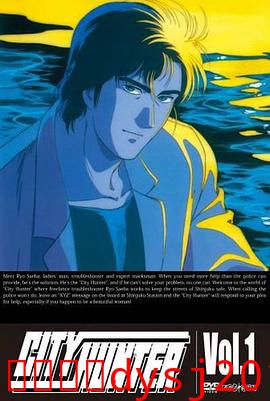 Meet Ryo Saeba: ladies' man, troubleshooter and expert marksman. When you need more help than the police can
provide, he's the solution. He's the "City Hunter", and if he can't solve your problem, no one can. Welcome to the world of
"City Hunter" where freelance troubleshooter Ryo Saeba works to keep the streets of Shinjuku safe. When calling the
police won't do, leave an "XYZ" message on the board at Shinjuku Station and the "City Hunter" will respond to your plea
for help, especially if you happen to be a beautiful woman!
CITY HUNTER
Vol.1
dysj20
DVD